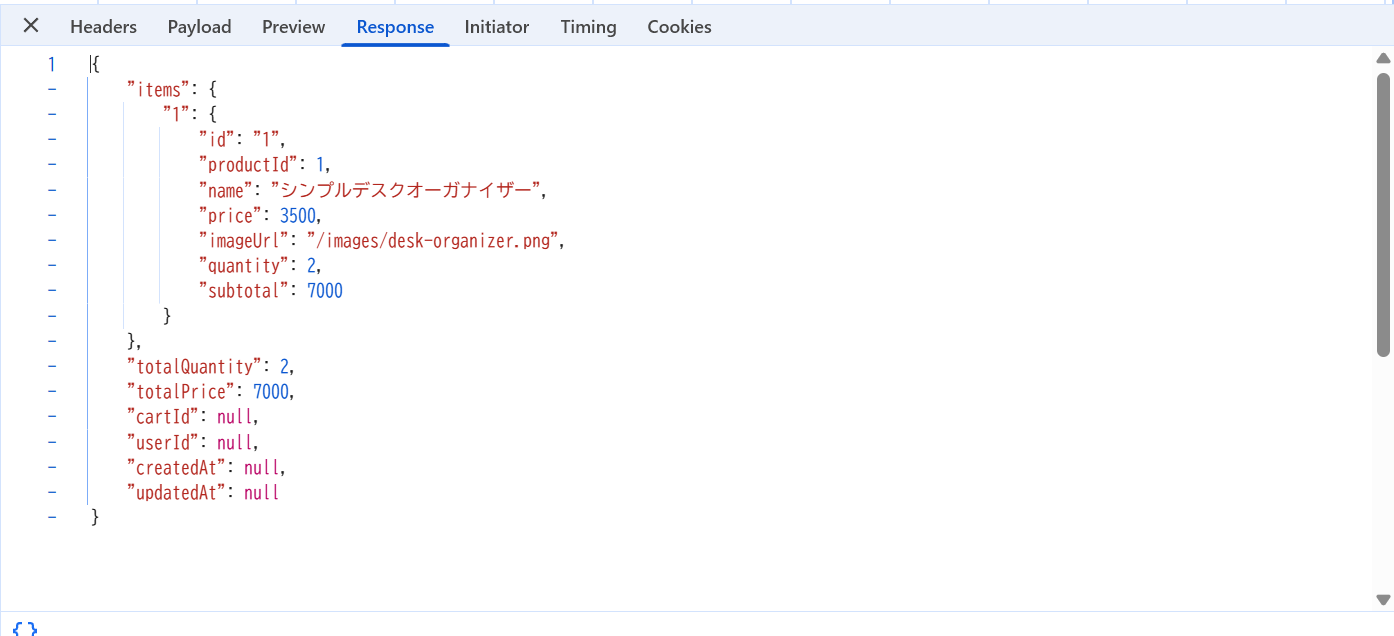 Headers Payload Preview Response Initiator Timing Cookies
1 {
- "items": {
- "1": {
- "id": "1",
- "productId": 1,
- "name": "シンプルデスクオーガナイザー",
- "price": 3500,
- "imageUrl": "/images/desk-organizer.png",
- "quantity": 2,
- "subtotal": 7000
- }
- },
- "totalQuantity": 2,
- "totalPrice": 7000,
- "cartId": null,
- "userId": null,
- "createdAt": null,
- "updatedAt": null
- }
{ }